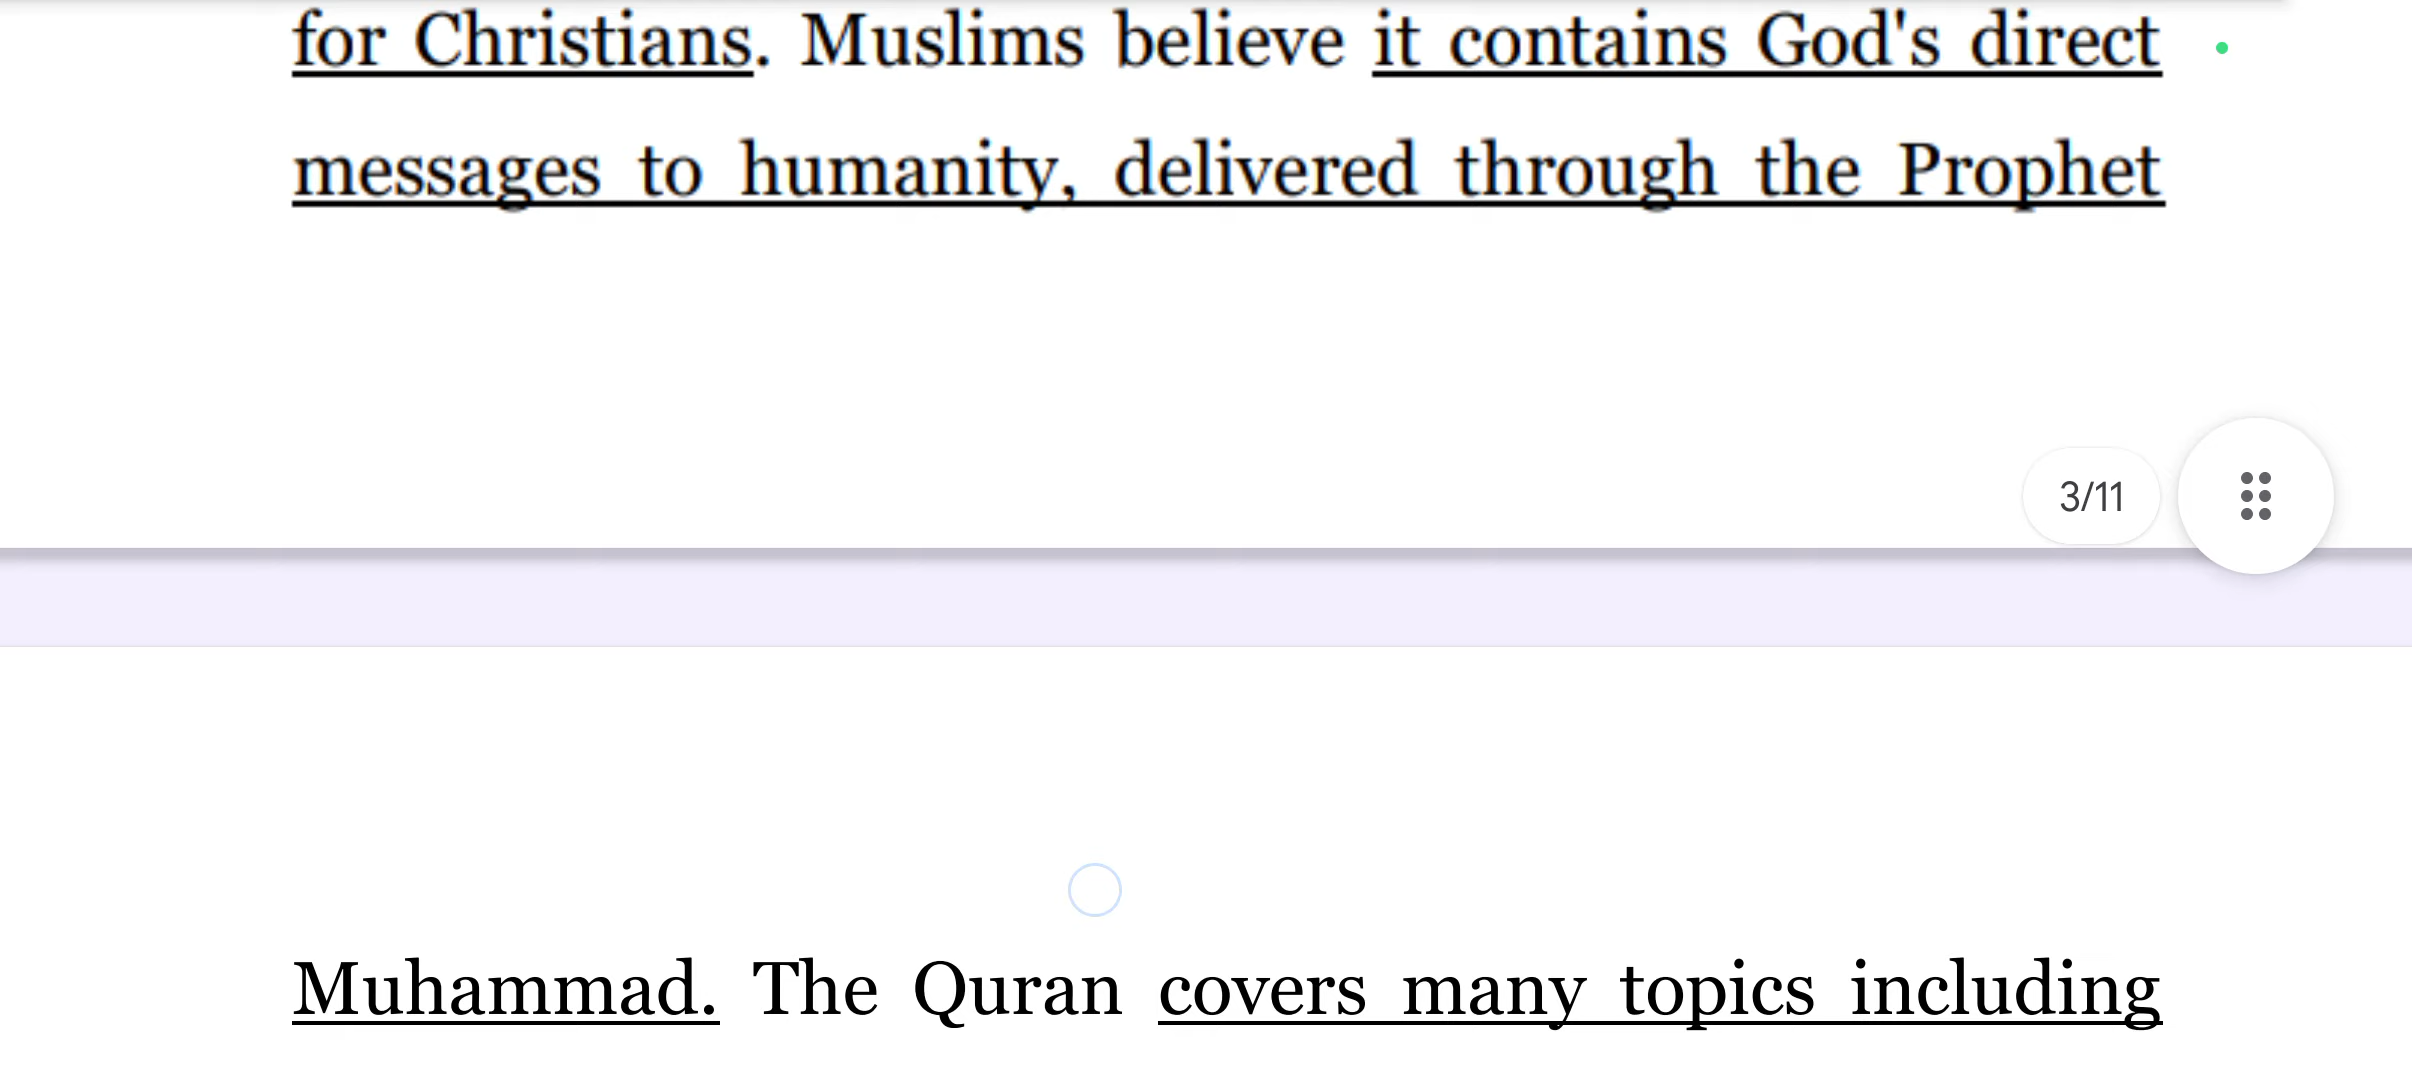 for Christians. Muslims believe it contains God's direct
messages to humanity, delivered through the Prophet
3/11
Muhammad. The Quran covers many topics including